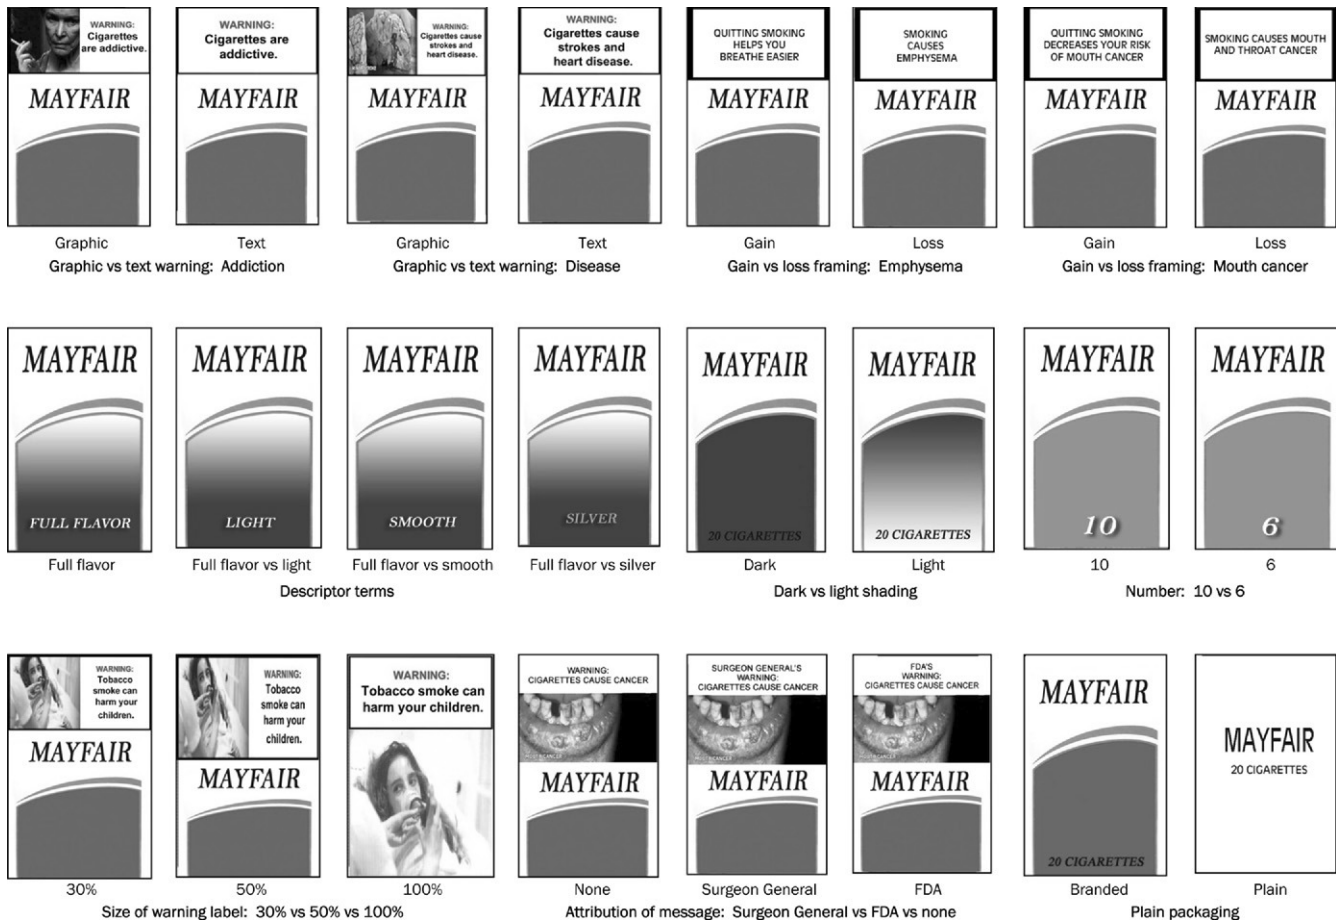 WARNING:
Cigarettes
are addictive.
WARNING:
Cigarettes are
addictive.
WARNING:
Cigarettes cause
strokes and
heart disease.
WARNING:
Cigarettes cause
strokes and
heart disease.
QUITTING SMOKING
HELPS YOU
BREATHE EASIER
SMOKING
CAUSES
EMPHYSEMA
QUITTING SMOKING
DECREASES YOUR RISK
OF MOUTH CANCER
SMOKING CAUSES MOUTH
AND THROAT CANCER
MAYFAIR
MAYFAIR
MAYFAIR
MAYFAIR
MAYFAIR
MAYFAIR
MAYFAIR
MAYFAIR
Graphic
Text
Graphic
Text
Gain
Loss
Gain
Loss
Graphic vs text warning: Addiction
Graphic vs text warning: Disease
Gain vs loss framing: Emphysema
Gain vs loss framing: Mouth cancer
MAYFAIR
MAYFAIR
MAYFAIR
MAYFAIR
MAYFAIR
MAYFAIR
MAYFAIR
MAYFAIR
FULL FLAVOR
LIGHT
SMOOTH
SILVER
20 CIGARETTES
20 CIGARETTES
10
6
Full flavor
Full flavor vs light
Full flavor vs smooth
Full flavor vs silver
Dark
Light
10
6
Descriptor terms
Dark vs light shading
Number: 10 vs 6
WARNING:
Tobacco
smoke can
harm your
children.
WARNING:
Tobacco
smoke can
harm your
children.
WARNING:
Tobacco smoke can
harm your children.
WARNING:
CIGARETTES CAUSE CANCER
SURGEON GENERAL'S
WARNING:
CIGARETTES CAUSE CANCER
FDA'S
WARNING:
CIGARETTES CAUSE CANCER
MAYFAIR
MAYFAIR
MAYFAIR
MAYFAIR
MAYFAIR
MAYFAIR
MAYFAIR
20 CIGARETTES
20 CIGARETTES
30%
50%
100%
None
Surgeon General
FDA
Branded
Plain
Size of warning label: 30% vs 50% vs 100%
Attribution of message: Surgeon General vs FDA vs none
Plain packaging